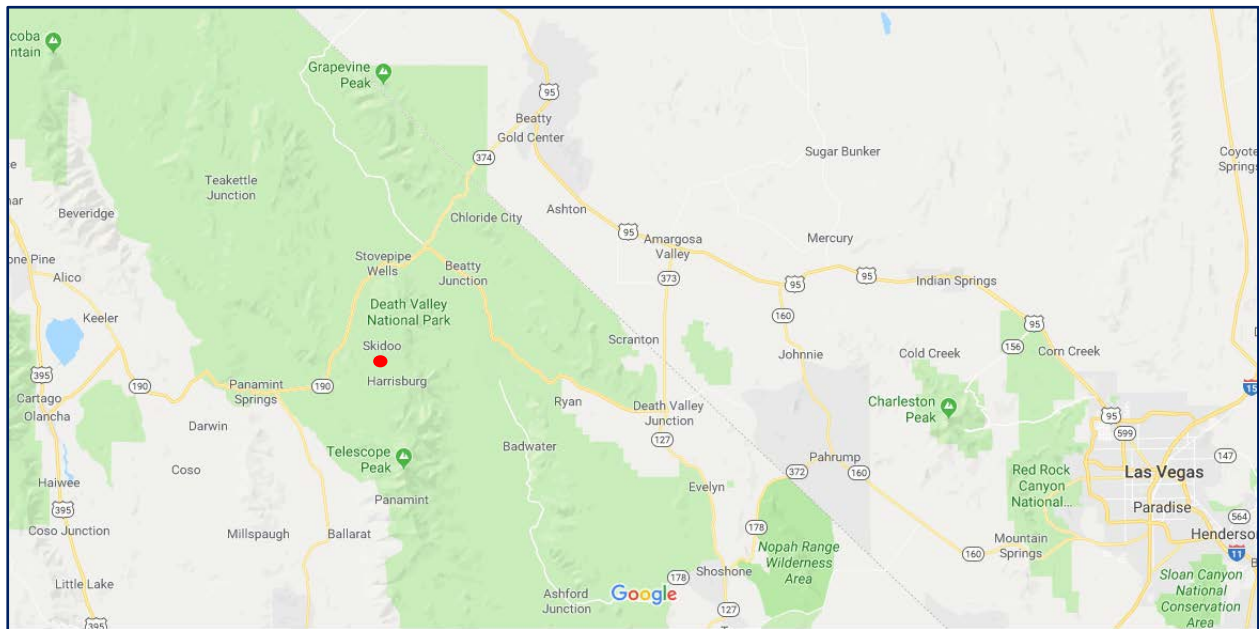 coba
ntain
Grapevine
Peak
95
Beatty
Gold Center
374
Sugar Bunker
Coyote
Springs
Teakettle
Junction
Beveridge
Chloride City
Ashton
95
Amargosa
Valley
Mercury
Stovepipe
Wells
Beatty
Junction
one Pine
Alico
373
95
95
Indian Springs
Death Valley
National Park
Keeler
160
95
Skidoo
Scranton
Johnnie
Cold Creek
156
Corn Creek
Harrisburg
395
190
Panamint
Springs
190
15
Cartago
Olancha
Ryan
Death Valley
Junction
Charleston
Peak
95
Darwin
127
599
Badwater
Telescope
Peak
Pahrump
147
Coso
372
160
Las Vegas
Haiwee
Evelyn
Red Rock
Canyon
National...
Panamint
Paradise
395
564
Coso Junction
Millspaugh
Ballarat
178
Henderson
Mountain
Springs
160
11
Nopah Range
Wilderness
Area
Shoshone
178
Little Lake
Ashford
Junction
Google
Sloan Canyon
National
Conservation
Area
127
395